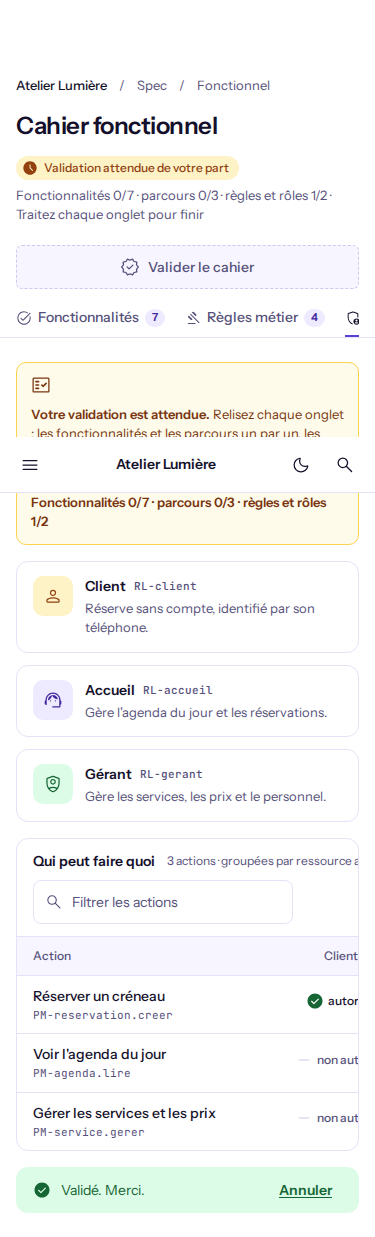 Atelier Lumière / Spec / Fonctionnel
Cahier fonctionnel
Validation attendue de votre part
Fonctionnalités 0/7 · parcours 0/3 · règles et rôles 1/2 ·
Traitez chaque onglet pour finir
Valider le cahier
Fonctionnalités 7 Règles métier 4
Votre validation est attendue. Relisez chaque onglet
: les fonctionnalités et les parcours un par un, les
Atelier Lumière
Fonctionnalités 0/7 · parcours 0/3 · règles et rôles
1/2
Client RL-client
Réserve sans compte, identifié par son
téléphone.
Accueil RL-accueil
Gère l'agenda du jour et les réservations.
Gérant RL-gerant
Gère les services, les prix et le personnel.
Qui peut faire quoi 3 actions · groupées par ressource a
Filtrer les actions
Action Client
Réserver un créneau
PM-reservation.creer
autor
Voir l'agenda du jour
PM-agenda.lire
— non aut
Gérer les services et les prix
PM-service.gerer
— non aut
Validé. Merci. Annuler